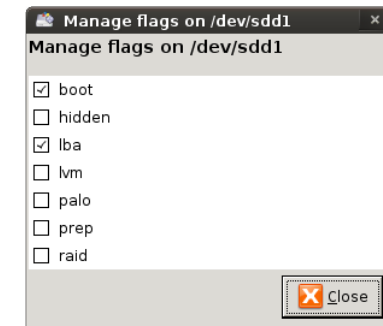 Manage flags on /dev/sdd1
Manage flags on /dev/sdd1
boot
hidden
lba
lvm
palo
prep
raid
Close